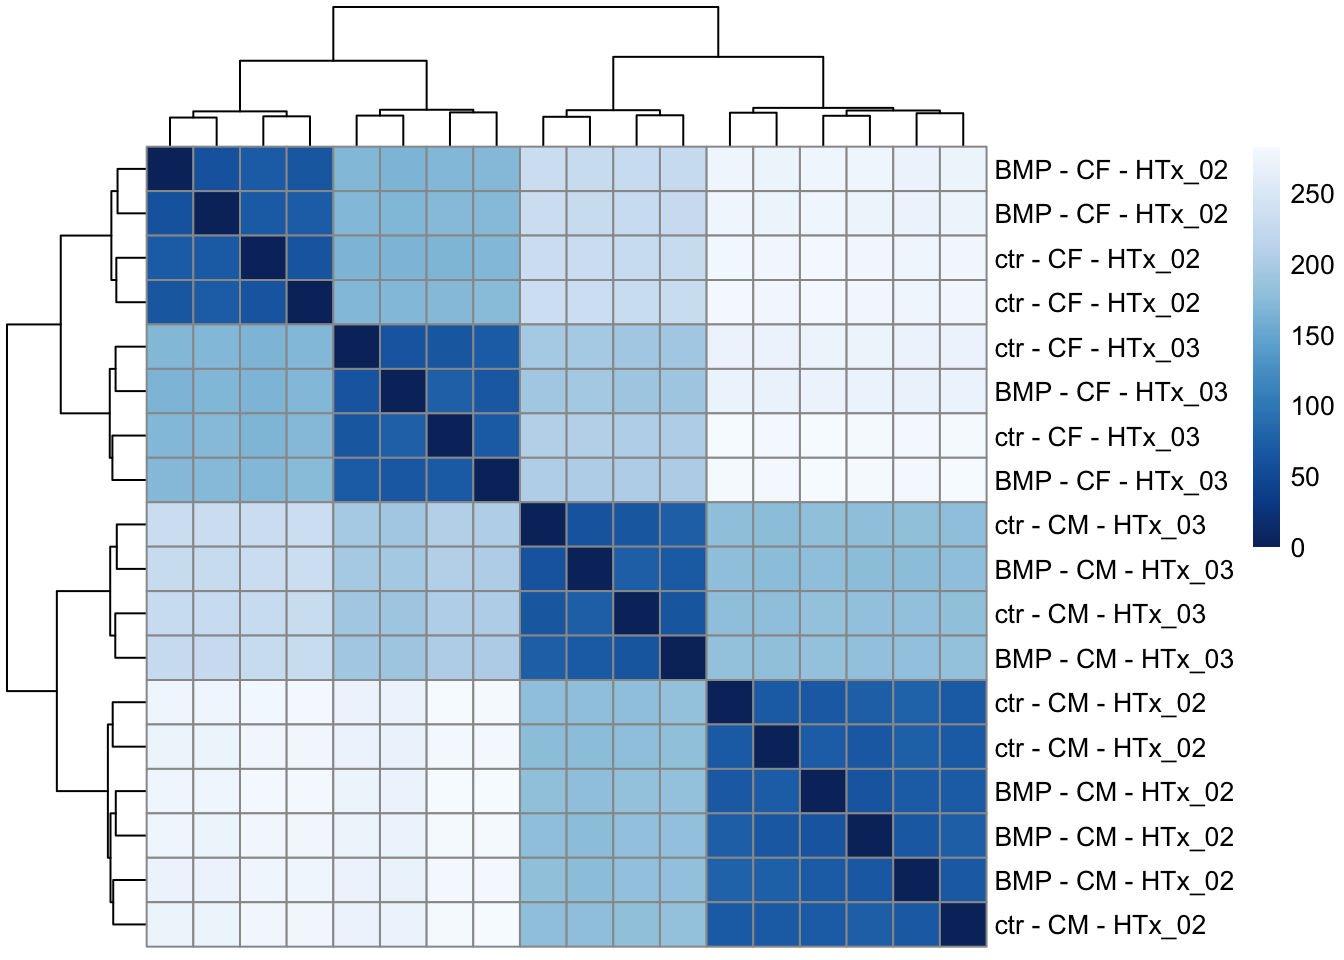 BMP - CF - HTx_02
BMP - CF - HTx_02
ctr - CF - HTx_02
ctr - CF - HTx_02
ctr - CF - HTx_03
BMP - CF - HTx_03
ctr - CF - HTx_03
BMP - CF - HTx_03
ctr - CM - HTx_03
BMP - CM - HTx_03
ctr - CM - HTx_03
BMP - CM - HTx_03
ctr - CM - HTx_02
ctr - CM - HTx_02
BMP - CM - HTx_02
BMP - CM - HTx_02
BMP - CM - HTx_02
ctr - CM - HTx_02
250
200
150
100
50
0